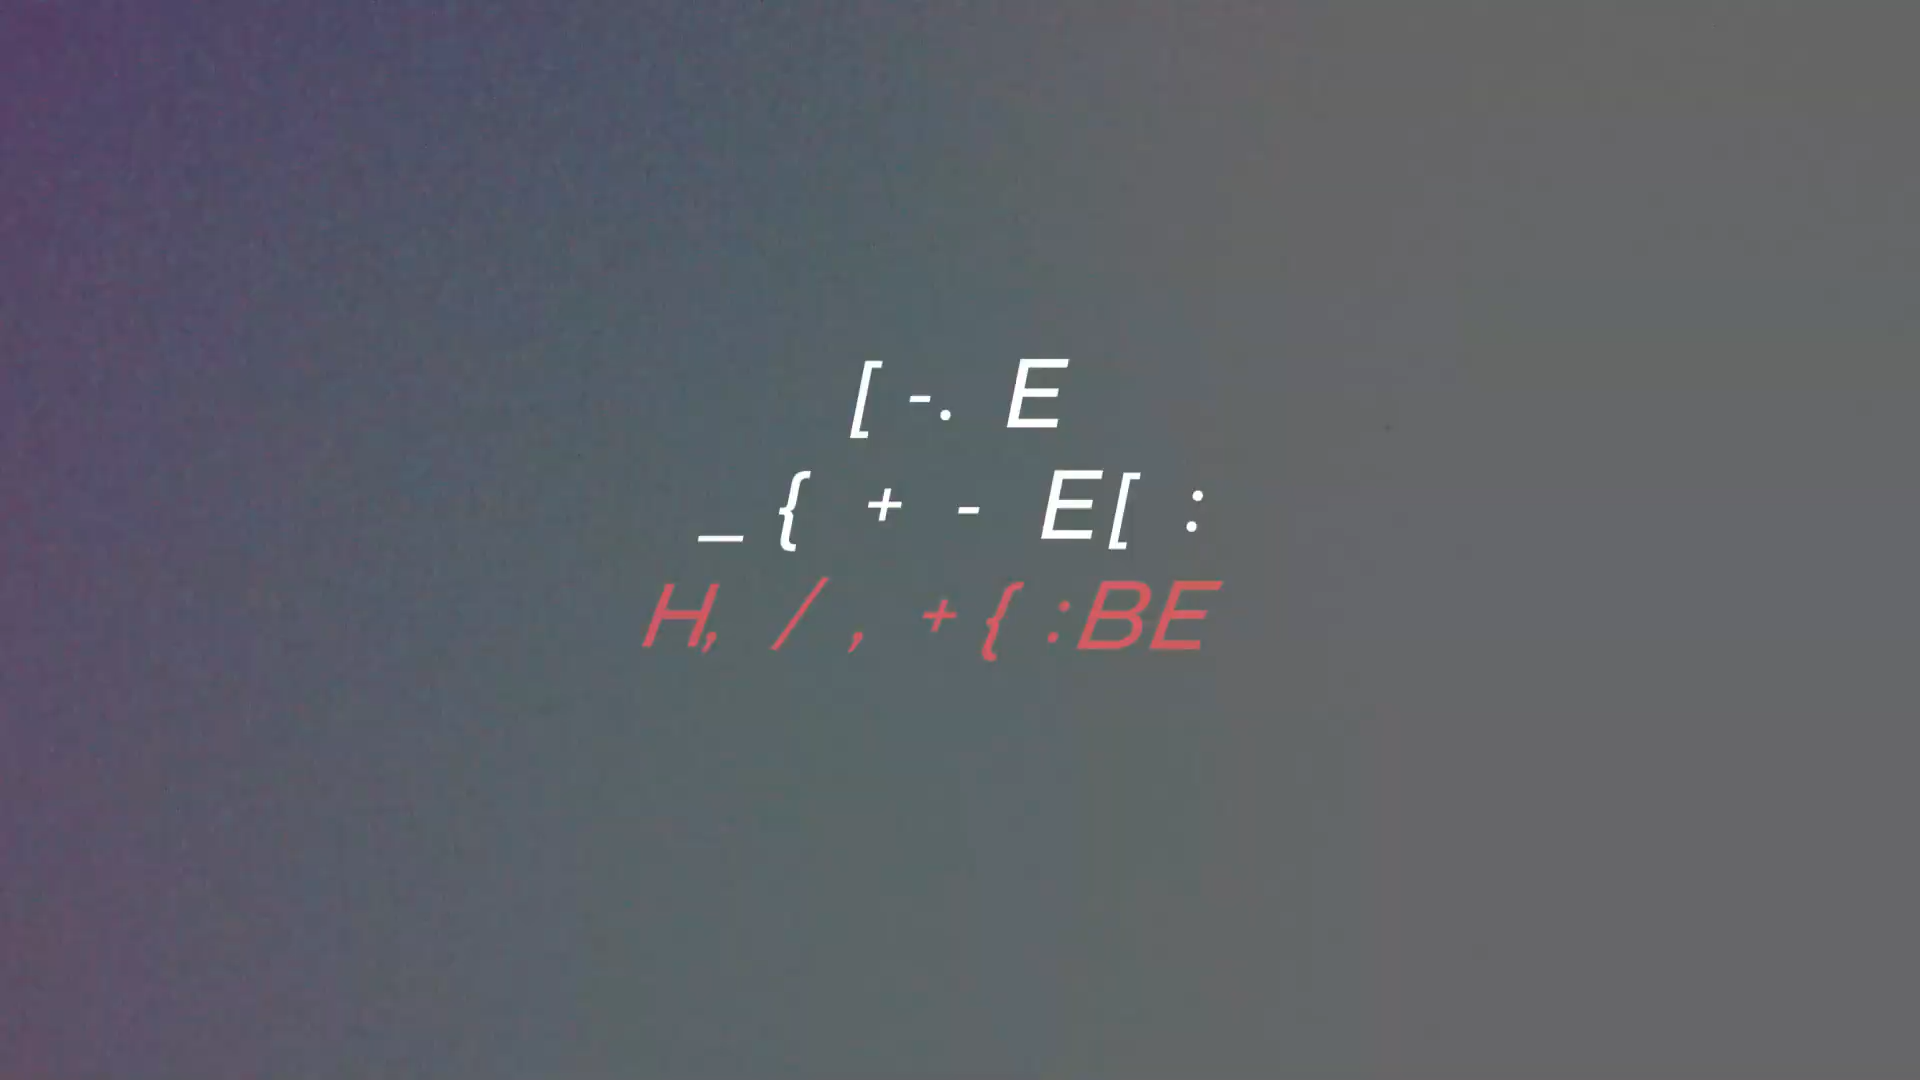 [ -. E
_ { + - E[ :
H, / , + { :BE